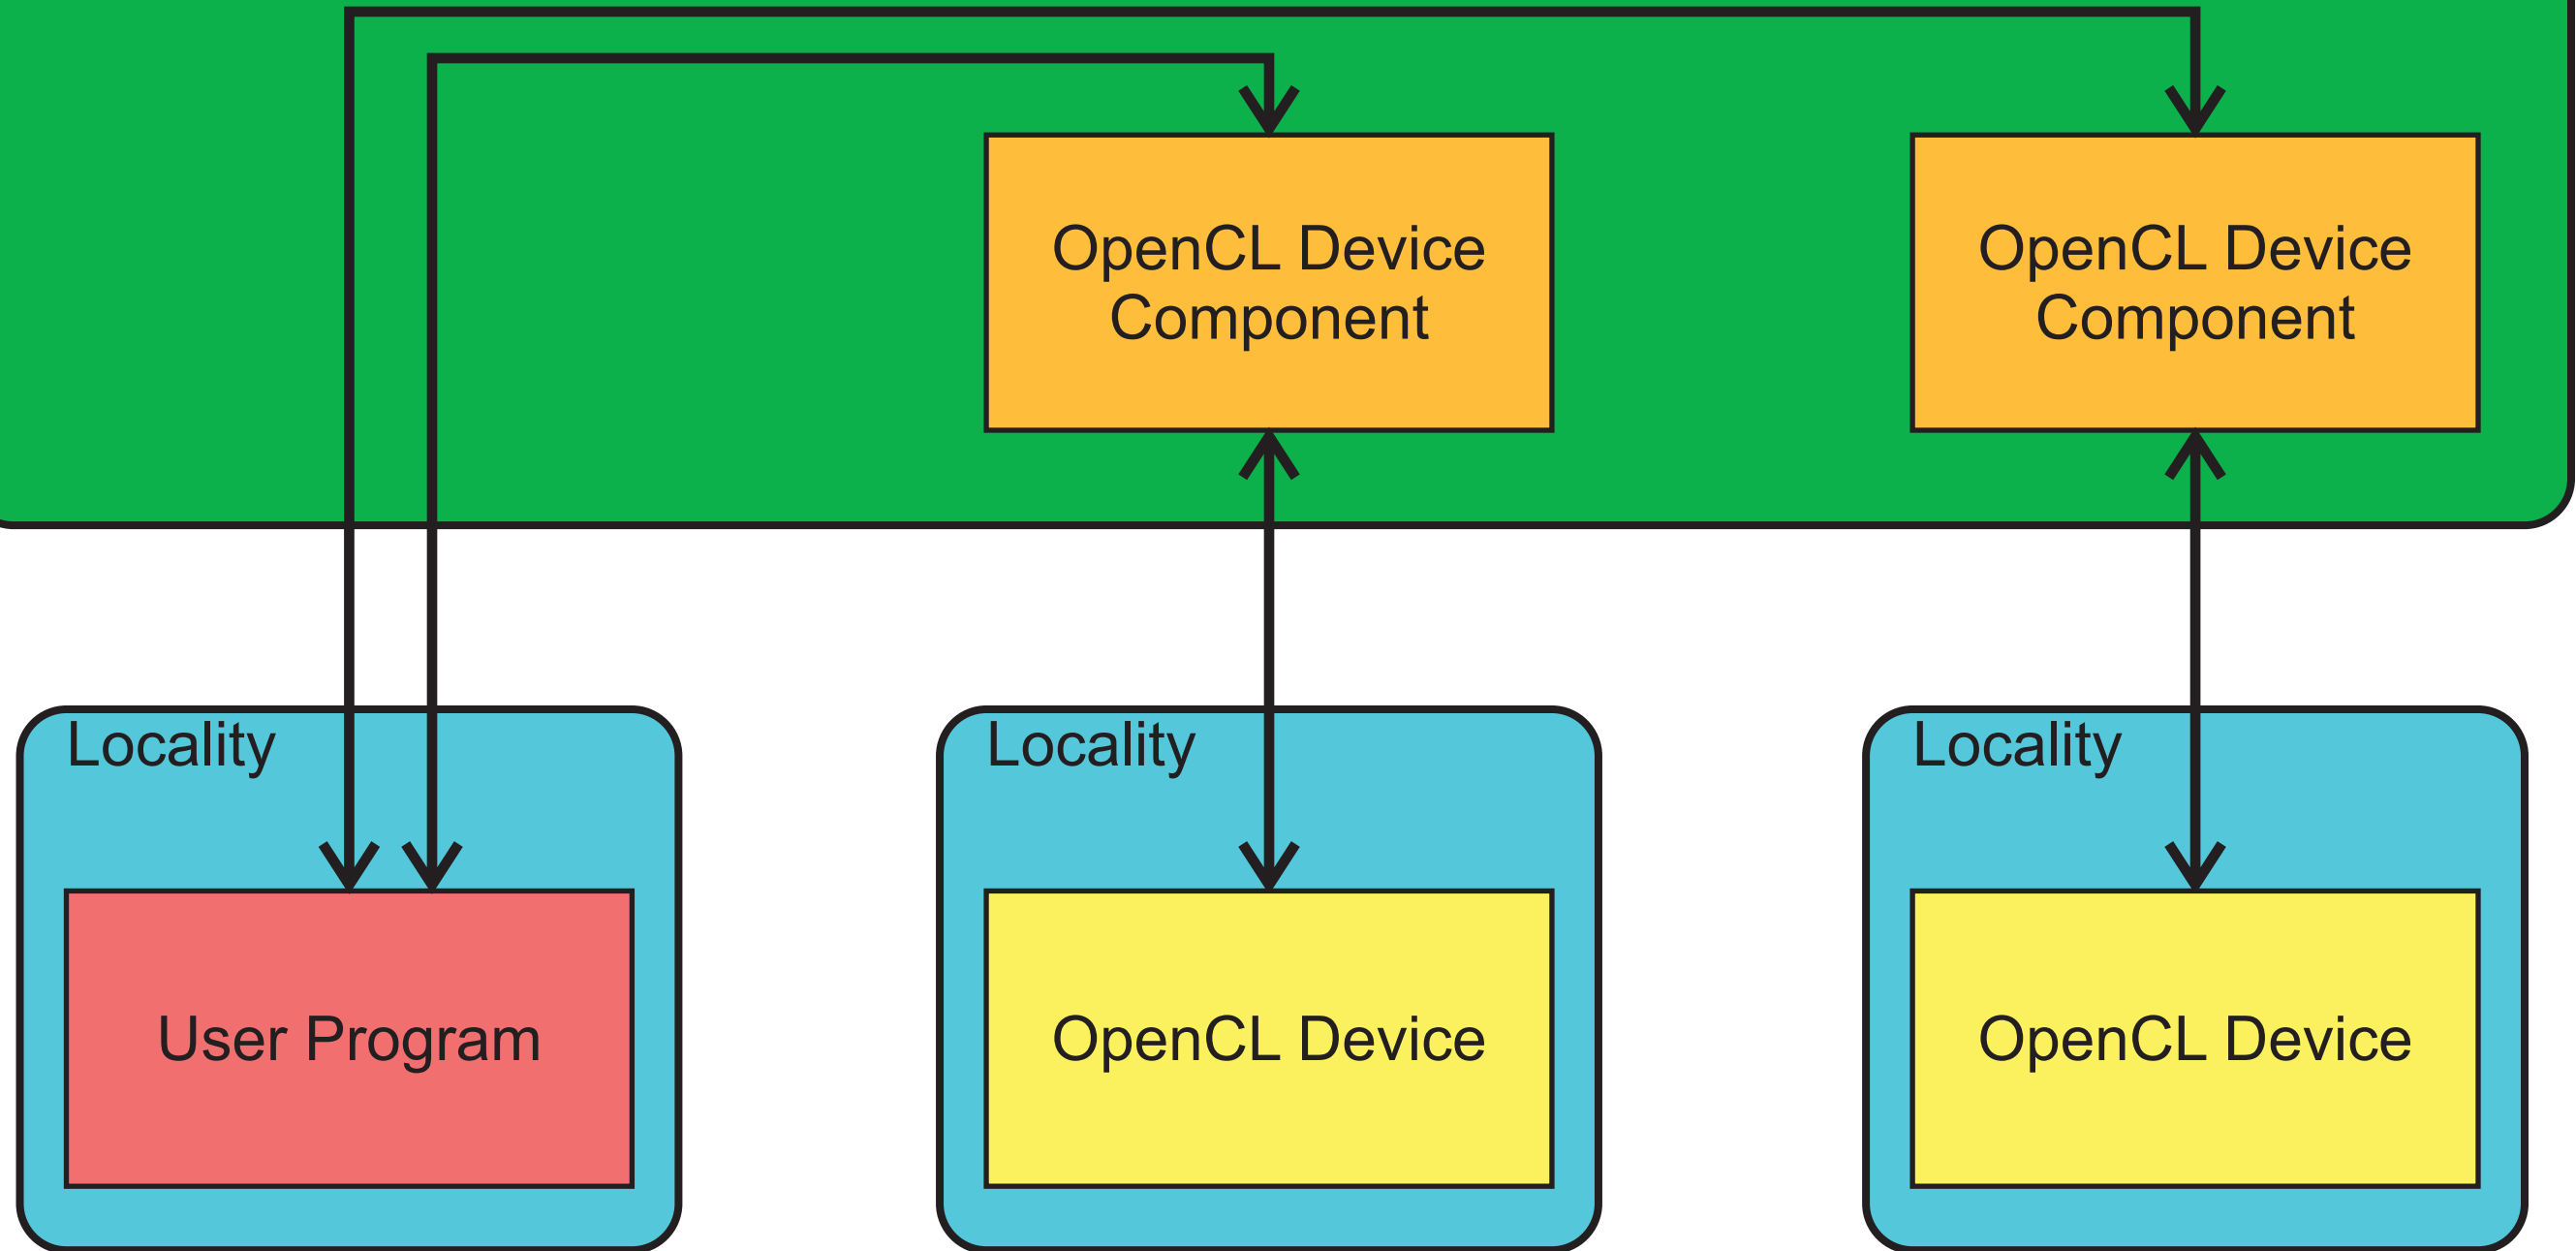 OpenCL Device
Component
OpenCL Device
Component
Locality
Locality
Locality
User Program
OpenCL Device
OpenCL Device